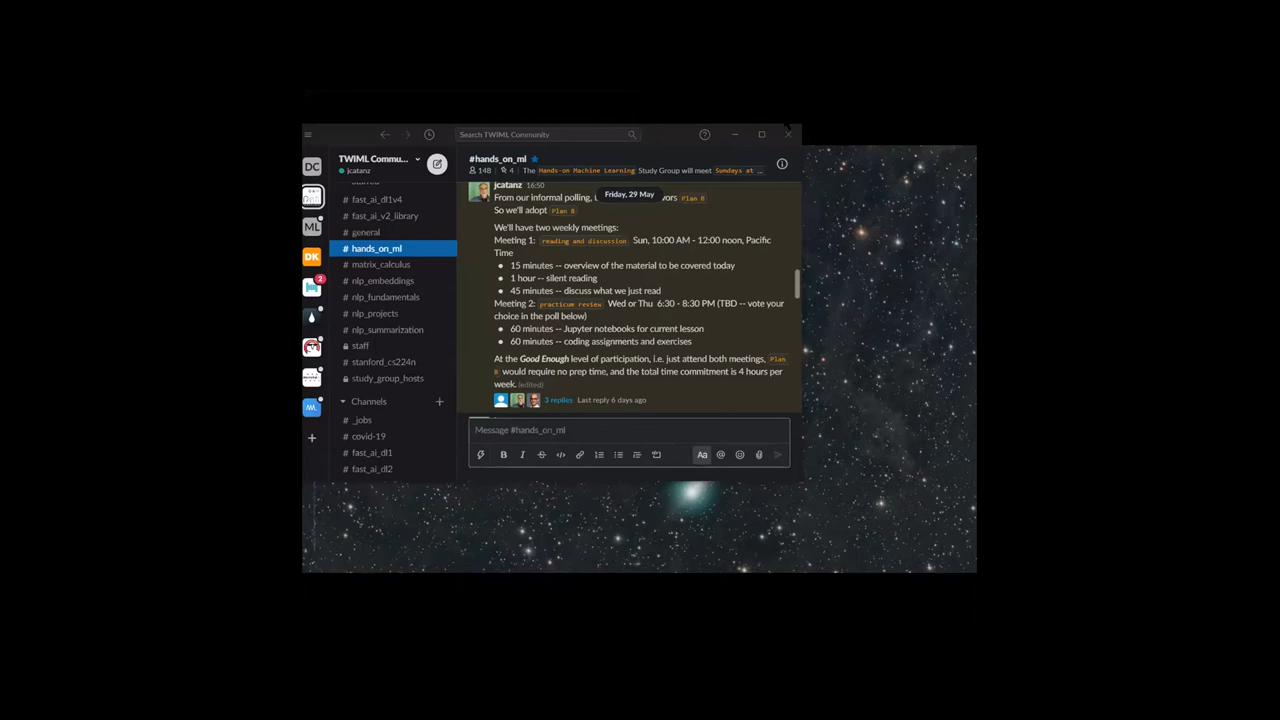 Search TWIML Community
TWIML Commu...
jcatanz
DC
ML
DK
2
Starred
# fast_ai_dl1v4
# fast_ai_v2_library
# general
# hands_on_ml
# matrix_calculus
# nlp_embeddings
# nlp_fundamentals
# nlp_projects
# nlp_summarization
staff
# stanford_cs224n
study_group_hosts
Channels
# _jobs
# covid-19
# fast_ai_dl1
# fast_ai_dl2
#hands_on_ml
148 4 The Hands-on Machine Learning Study Group will meet Sundays at ...
jcatanz 16:50
Friday, 29 May
From our informal polling, vors Plan B
So we'll adopt Plan B
We'll have two weekly meetings:
Meeting 1: reading and discussion Sun, 10:00 AM - 12:00 noon, Pacific
Time
• 15 minutes -- overview of the material to be covered today
• 1 hour -- silent reading
• 45 minutes -- discuss what we just read
Meeting 2: practicum review Wed or Thu 6:30 - 8:30 PM (TBD -- vote your
choice in the poll below)
• 60 minutes -- Jupyter notebooks for current lesson
• 60 minutes -- coding assignments and exercises
At the Good Enough level of participation, i.e. just attend both meetings, Plan
B would require no prep time, and the total time commitment is 4 hours per
week. (edited)
3 replies Last reply 6 days ago
Message #hands_on_ml
B I Aa @